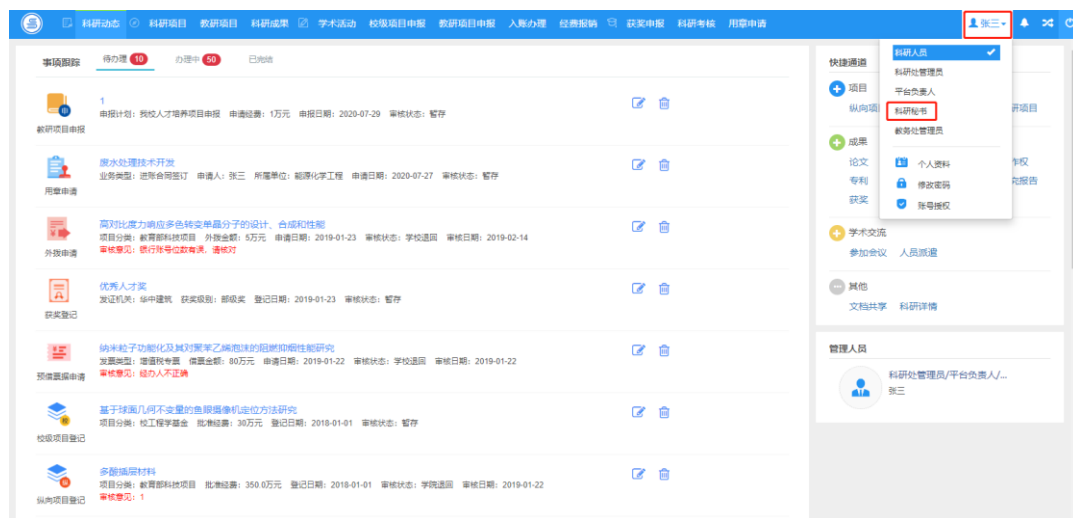 科研动态 科研项目 教研项目 科研成果 学术活动 校级项目申报 教研项目申报 入账办理 经费报销 获奖申报 科研考核 用章申请 张三
事项跟踪 待办理 10 办理中 50 已完结
1
申报计划：我校人才培养项目申报 申请经费：1万元 申报日期：2020-07-29 审核状态：暂存
教研项目申报
废水处理技术开发
业务类型：进账合同签订 申请人：张三 所属单位：能源化学工程 申请日期：2020-07-27 审核状态：暂存
用章申请
高对比度力响应多色转变单晶分子的设计、合成和性能
项目分类：教育部科技项目 外拨金额：5万元 申请日期：2019-01-23 审核状态：学校退回 审核日期：2019-02-14
审核意见：银行账号位数有误，请核对
外拨申请
优秀人才奖
发证机关：华中建筑 获奖级别：部级奖 登记日期：2019-01-23 审核状态：暂存
获奖登记
纳米粒子功能化及其对聚苯乙烯泡沫的阻燃抑烟性能研究
发票类型：增值税专票 借票金额：80万元 申请日期：2019-01-22 审核状态：学校退回 审核日期：2019-01-22
审核意见：经办人不正确
预借票据申请
基于球面几何不变量的鱼眼摄像机定位方法研究
项目分类：校工程学基金 批准经费：30万元 登记日期：2018-01-01 审核状态：暂存
校级项目登记
多酸插层材料
项目分类：教育部科技项目 批准经费：350.0万元 登记日期：2018-01-01 审核状态：学院退回 审核日期：2019-01-22
审核意见：1
纵向项目登记
科研人员
科研处管理员
平台负责人
科研秘书
教务处管理员
个人资料
修改密码
账号授权
快捷通道
项目
纵向项 研项目
成果
论文 作权
专利 究报告
获奖
学术交流
参加会议 人员派遣
其他
文档共享 科研详情
管理人员
科研处管理员/平台负责人/...
张三